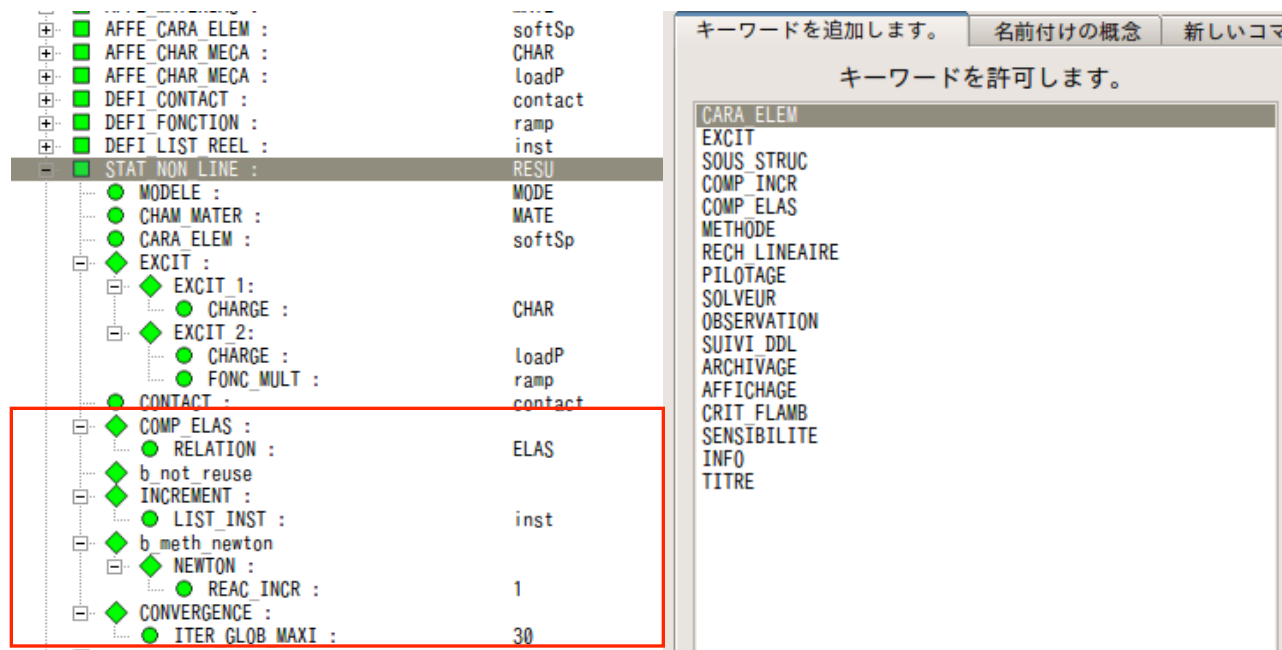 AFFE_CARA_ELEM : softSp
AFFE_CHAR_MECA : CHAR
AFFE_CHAR_MECA : loadP
DEFI_CONTACT : contact
DEFI_FONCTION : ramp
DEFI_LIST_REEL : inst
STAT_NON_LINE : RESU
MODELE : MODE
CHAM_MATER : MATE
CARA_ELEM : softSp
EXCIT :
EXCIT_1:
CHARGE : CHAR
EXCIT_2:
CHARGE : loadP
FONC_MULT : ramp
CONTACT : contact
COMP_ELAS :
RELATION : ELAS
b_not_reuse
INCREMENT :
LIST_INST : inst
b_meth_newton
NEWTON :
REAC_INCR : 1
CONVERGENCE :
ITER_GLOB_MAXI : 30
キーワードを追加します。 名前付けの概念 新しいコマ
キーワードを許可します。
CARA_ELEM
EXCIT
SOUS_STRUC
COMP_INCR
COMP_ELAS
METHODE
RECH_LINEAIRE
PILOTAGE
SOLVEUR
OBSERVATION
SUIVI_DDL
ARCHIVAGE
AFFICHAGE
CRIT_FLAMB
SENSIBILITE
INFO
TITRE